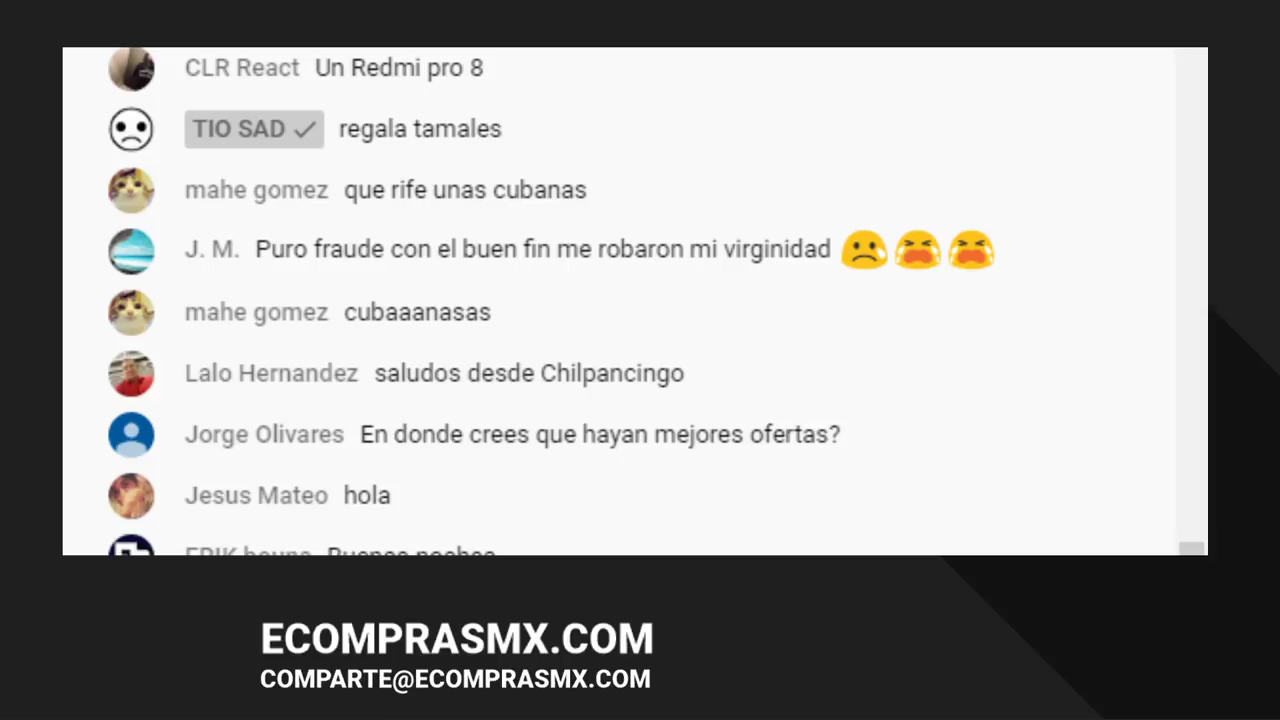 CLR React Un Redmi pro 8
TIO SAD ✓ regala tamales
mahe gomez que rife unas cubanas
J. M. Puro fraude con el buen fin me robaron mi virginidad 😢😭😭
mahe gomez cubaaanasas
Lalo Hernandez saludos desde Chilpancingo
Jorge Olivares En donde crees que hayan mejores ofertas?
Jesus Mateo hola
ERIK Buenas noches
ECOMPRASMX.COM
COMPARTE@ECOMPRASMX.COM